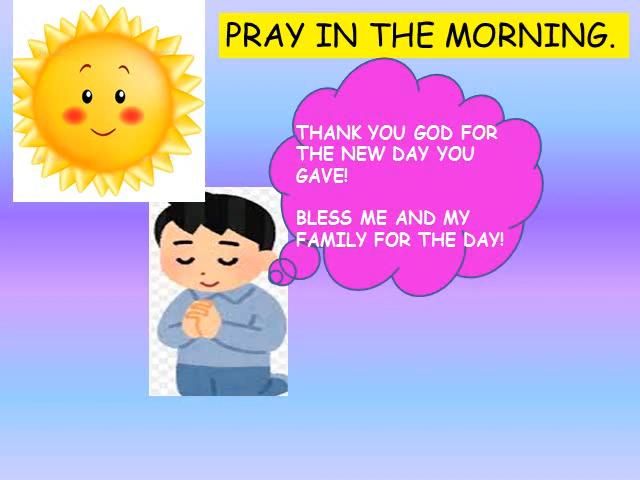 PRAY IN THE MORNING.
THANK YOU GOD FOR
THE NEW DAY YOU
GAVE!
BLESS ME AND MY
FAMILY FOR THE DAY!